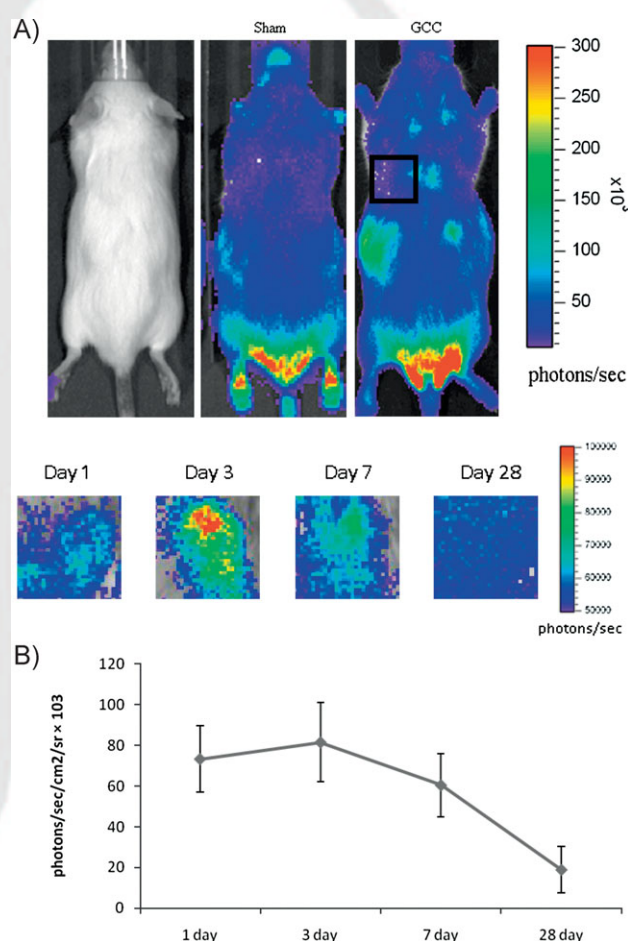 A)
Sham
GCC
300
250
200
150
100
50
x10³
photons/sec
Day 1
Day 3
Day 7
Day 28
100000
90000
80000
70000
60000
50000
photons/sec
B)
photons/sec/cm2/sr × 103
120
100
80
60
40
20
0
1 day
3 day
7 day
28 day